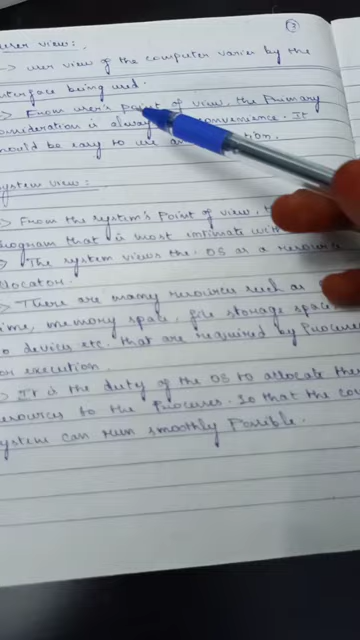 ②
user view:
-> user view of the computer varies by the
interface being used.
-> From user's point of view, the primary
consideration is always convenience. It
should be easy to use and
System view:
-> From the system's point of view,
program that is most intimate with
The system views the OS as a resource
allocator.
-> There are many resources such as
time, memory space, file storage space
devices etc. that are required by Process
for execution.
It is the duty of the OS to allocate
resources to the Processes. So that the
system can run smoothly Possible.